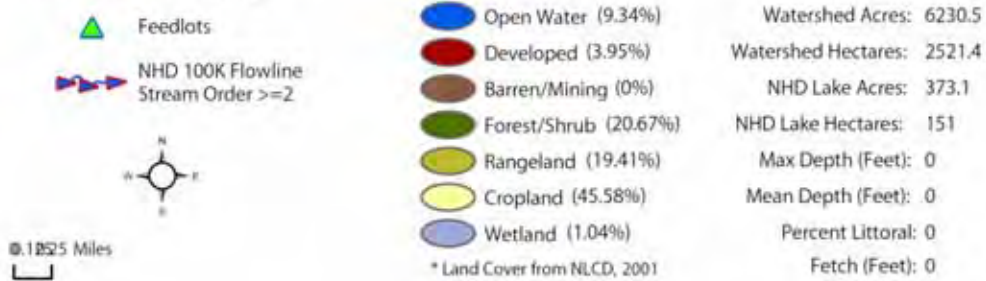 Feedlots
NHD 100K Flowline
Stream Order >=2
N
W
E
S
Miles
Open Water (9.34%)
Developed (3.95%)
Barren/Mining (0%)
Forest/Shrub (20.67%)
Rangeland (19.41%)
Cropland (45.58%)
Wetland (1.04%)
* Land Cover from NLCD, 2001
Watershed Acres: 6230.5
Watershed Hectares: 2521.4
NHD Lake Acres: 373.1
NHD Lake Hectares: 151
Max Depth (Feet): 0
Mean Depth (Feet): 0
Percent Littoral: 0
Fetch (Feet): 0